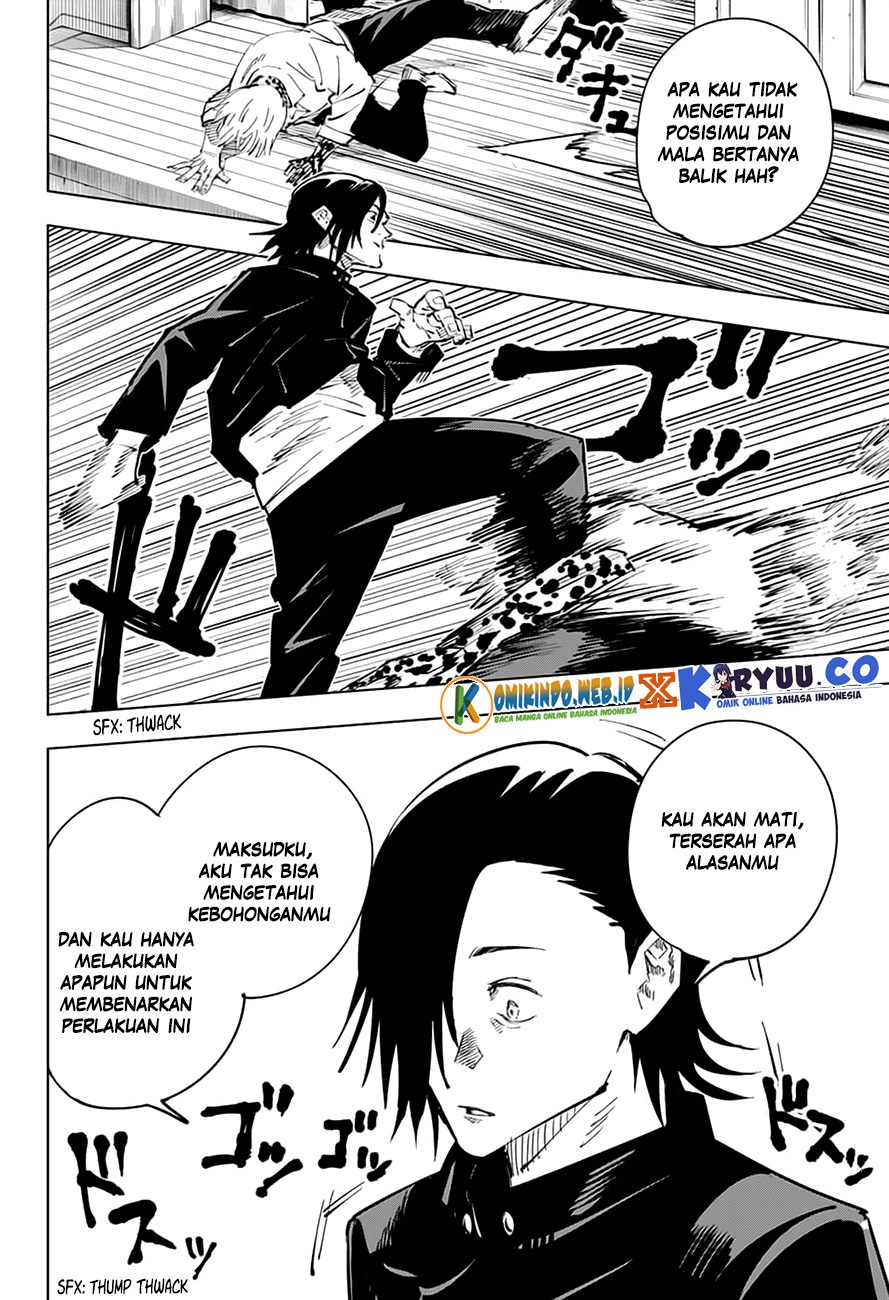 ダキュ
APA KAU TIDAK
MENGETAHUI
POSISIMU DAN
MALA BERTANYA
BALIK HAH?
ゴッ
ド
SFX: THWACK
KOMIKINDO.WEB.ID
BACA MANGA ONLINE BAHASA INDONESIA
X
KIRYUU.CO
OMIK ONLINE BAHASA INDONESIA
KAU AKAN MATI,
TERSERAH APA
ALASANMU
MAKSUDKU,
AKU TAK BISA
MENGETAHUI
KEBOHONGANMU
DAN KAU HANYA
MELAKUKAN
APAPUN UNTUK
MEMBENARKAN
PERLAKUAN INI
ドスッ
ゴッ
ゴッ
ドスッ
SFX: THUMP THWACK